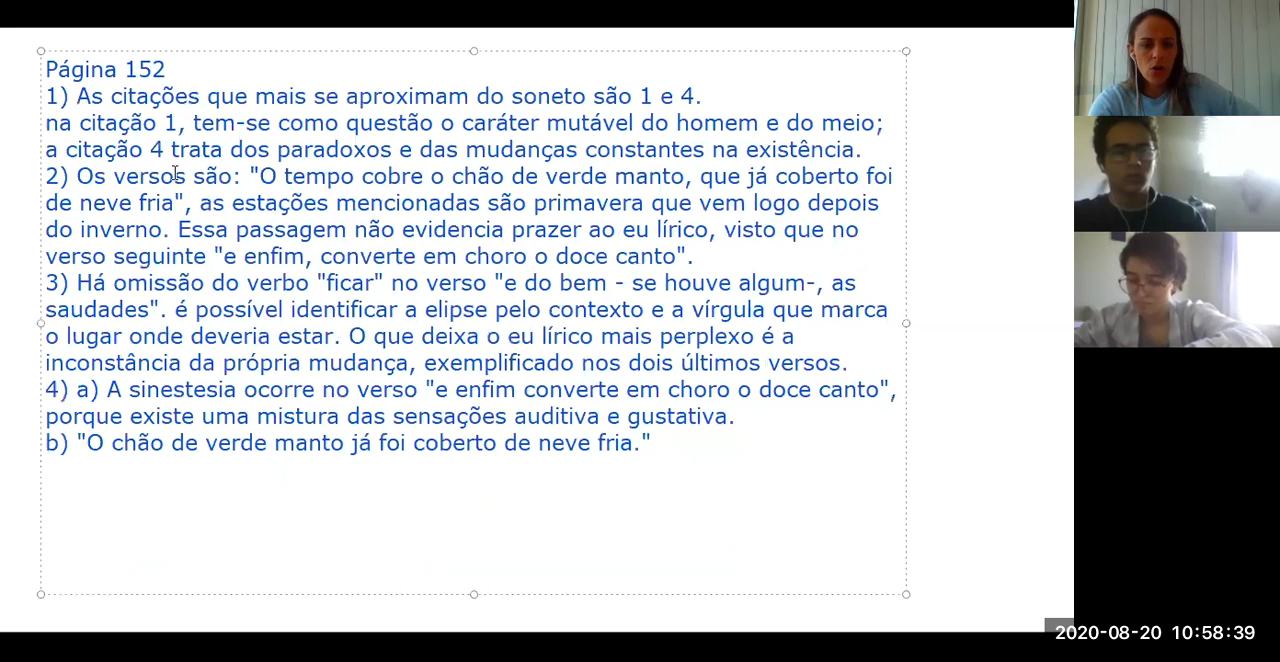 Página 152
1) As citações que mais se aproximam do soneto são 1 e 4.
na citação 1, tem-se como questão o caráter mutável do homem e do meio;
a citação 4 trata dos paradoxos e das mudanças constantes na existência.
2) Os versos são: "O tempo cobre o chão de verde manto, que já coberto foi
de neve fria", as estações mencionadas são primavera que vem logo depois
do inverno. Essa passagem não evidencia prazer ao eu lírico, visto que no
verso seguinte "e enfim, converte em choro o doce canto".
3) Há omissão do verbo "ficar" no verso "e do bem - se houve algum-, as
saudades". é possível identificar a elipse pelo contexto e a vírgula que marca
o lugar onde deveria estar. O que deixa o eu lírico mais perplexo é a
inconstância da própria mudança, exemplificado nos dois últimos versos.
4) a) A sinestesia ocorre no verso "e enfim converte em choro o doce canto",
porque existe uma mistura das sensações auditiva e gustativa.
b) "O chão de verde manto já foi coberto de neve fria."
2020-08-20 10:58:39